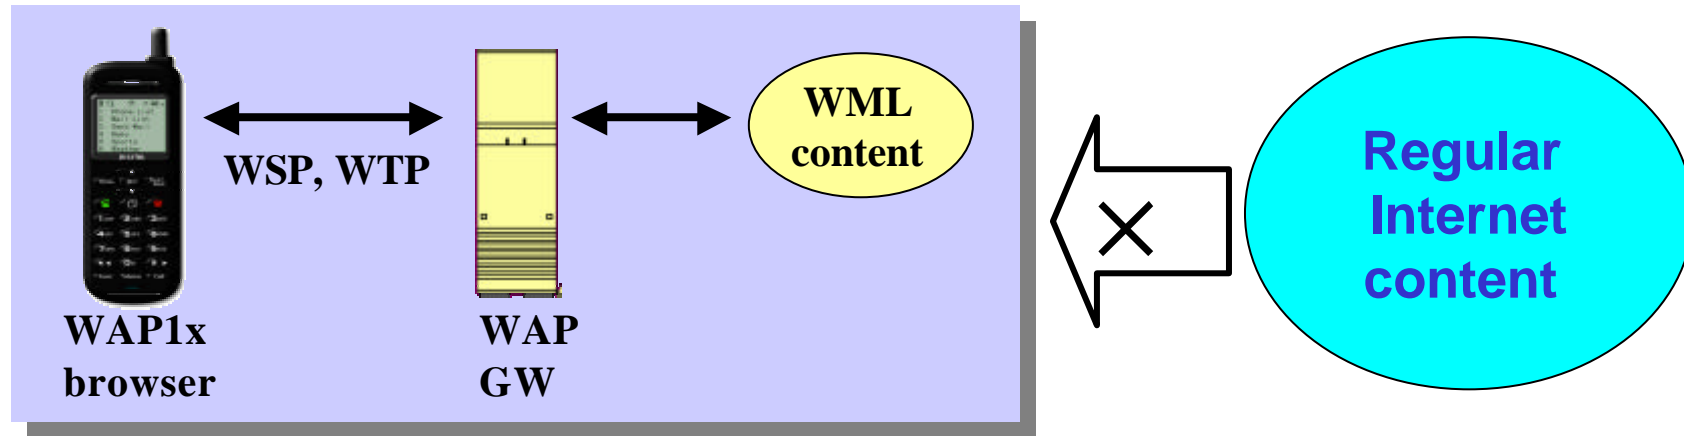 WSP, WTP
WML
content
WAP1x
browser
WAP
GW
Regular
Internet
content